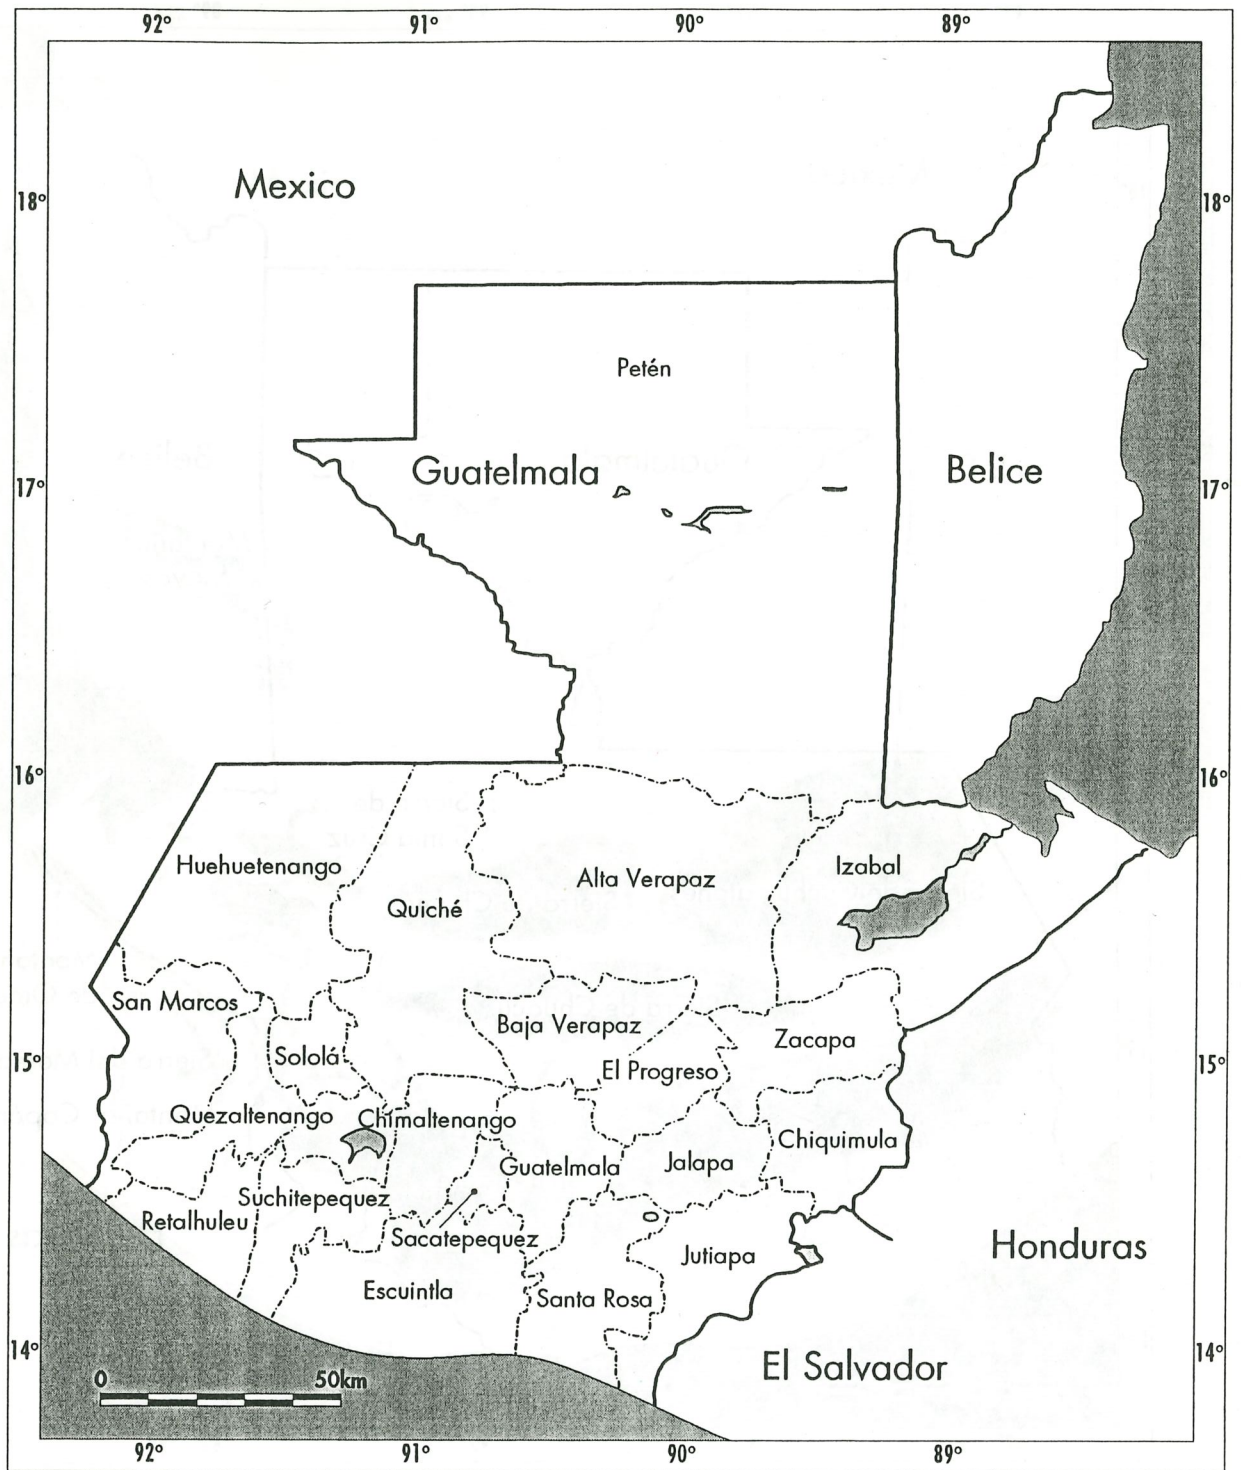 92° 91° 90° 89°
18° Mexico 18°
Petén
17° Guatelmala Belice 17°
16° 16°
Huehuetenango Quiché Alta Verapaz Izabal
San Marcos Baja Verapaz Zacapa
15° Sololá El Progreso 15°
Quezaltenango Chimaltenango Chiquimula
Guatelmala Jalapa
Retalhuleu Suchitepequez
Sacatepequez Jutiapa Honduras
Escuintla Santa Rosa
14° El Salvador 14°
0 50km
92° 91° 90° 89°